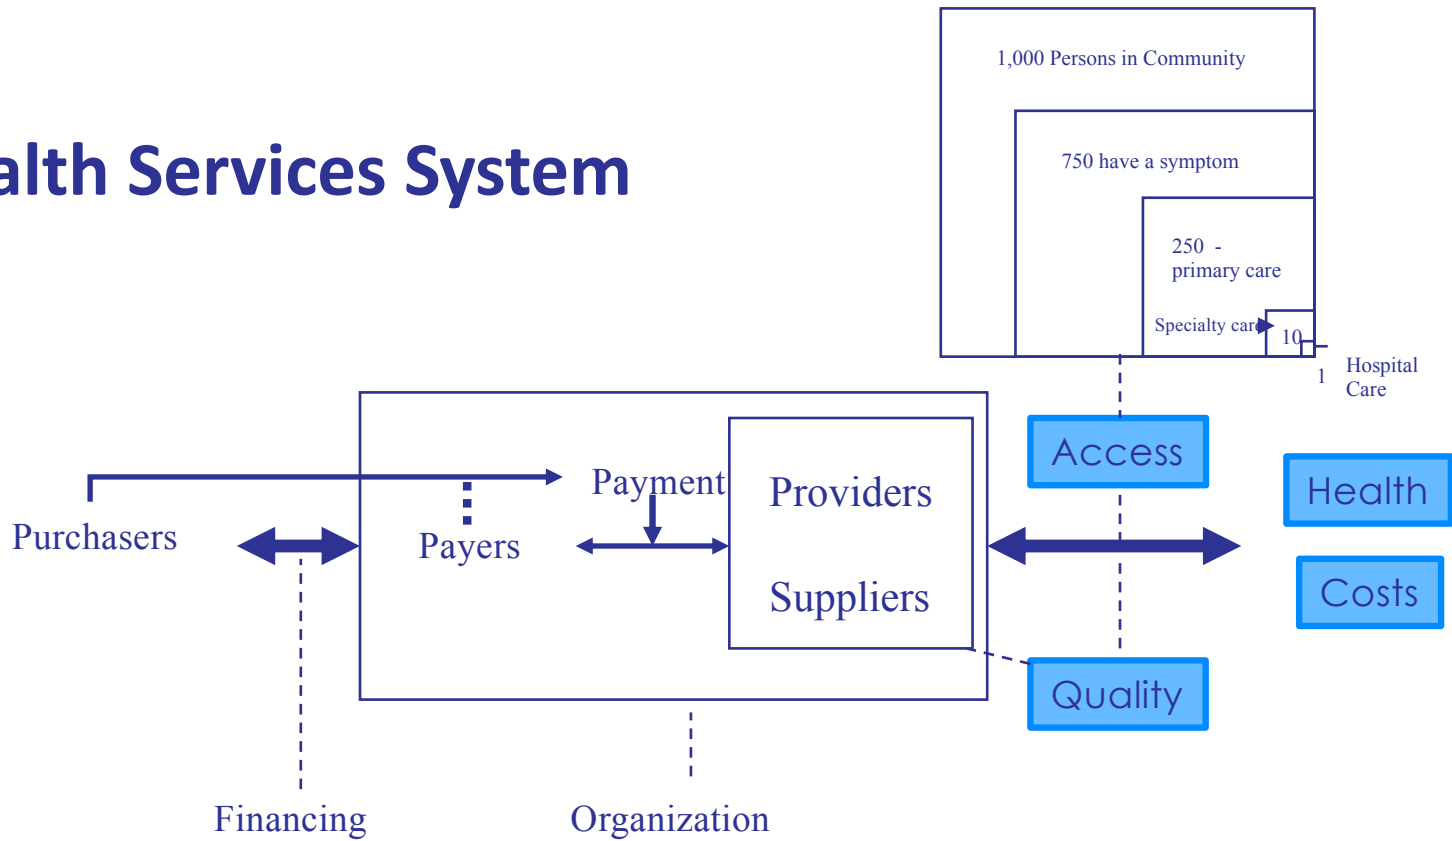 1,000 Persons in Community
alth Services System
750 have a symptom
250 -
primary care
Specialty care
10
1
Hospital
Care
Access
Payment
Providers
Health
Purchasers
Payers
Suppliers
Costs
Quality
Financing
Organization